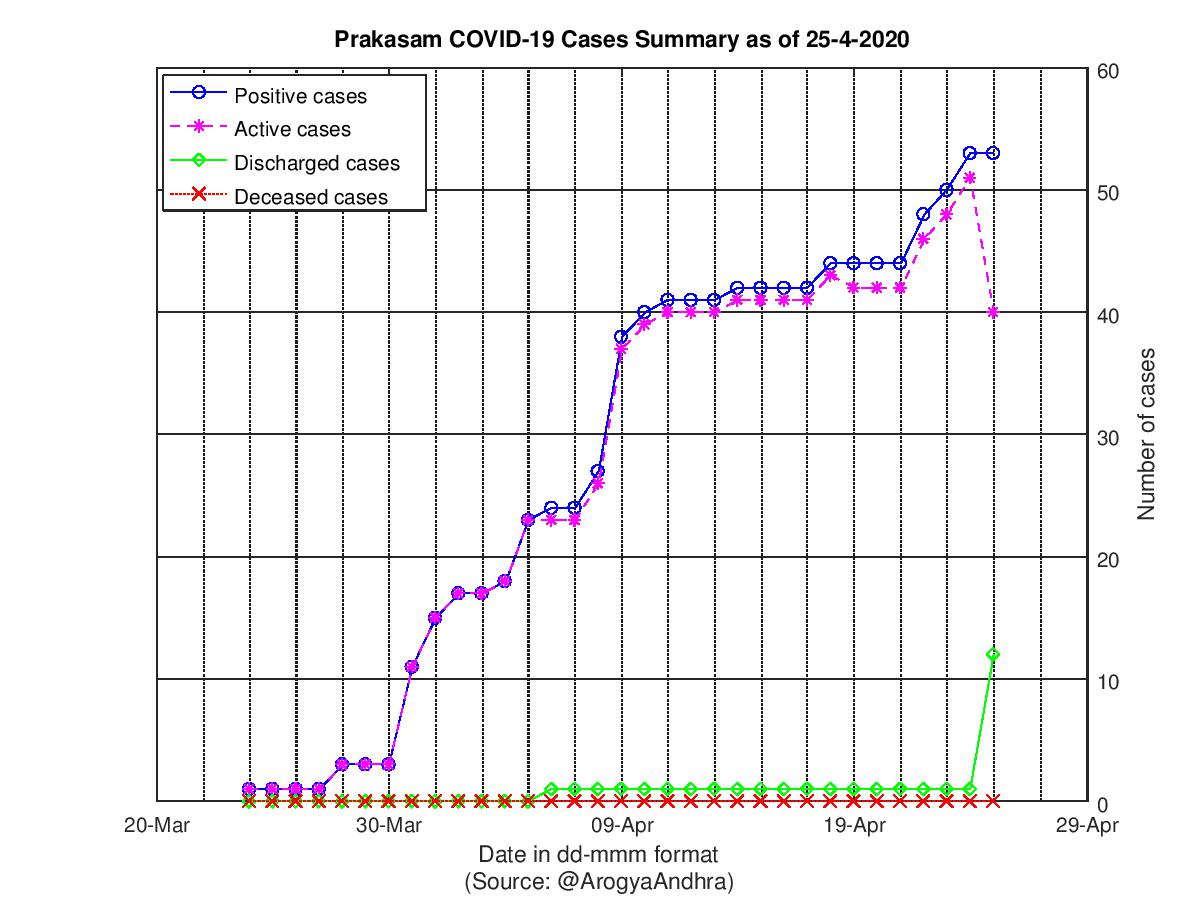 Prakasam COVID-19 Cases Summary as of 25-4-2020
Positive cases
Active cases
Discharged cases
Deceased cases
60
50
40
30
20
10
0
Number of cases
20-Mar 30-Mar 09-Apr 19-Apr 29-Apr
Date in dd-mmm format
(Source: @ArogyaAndhra)